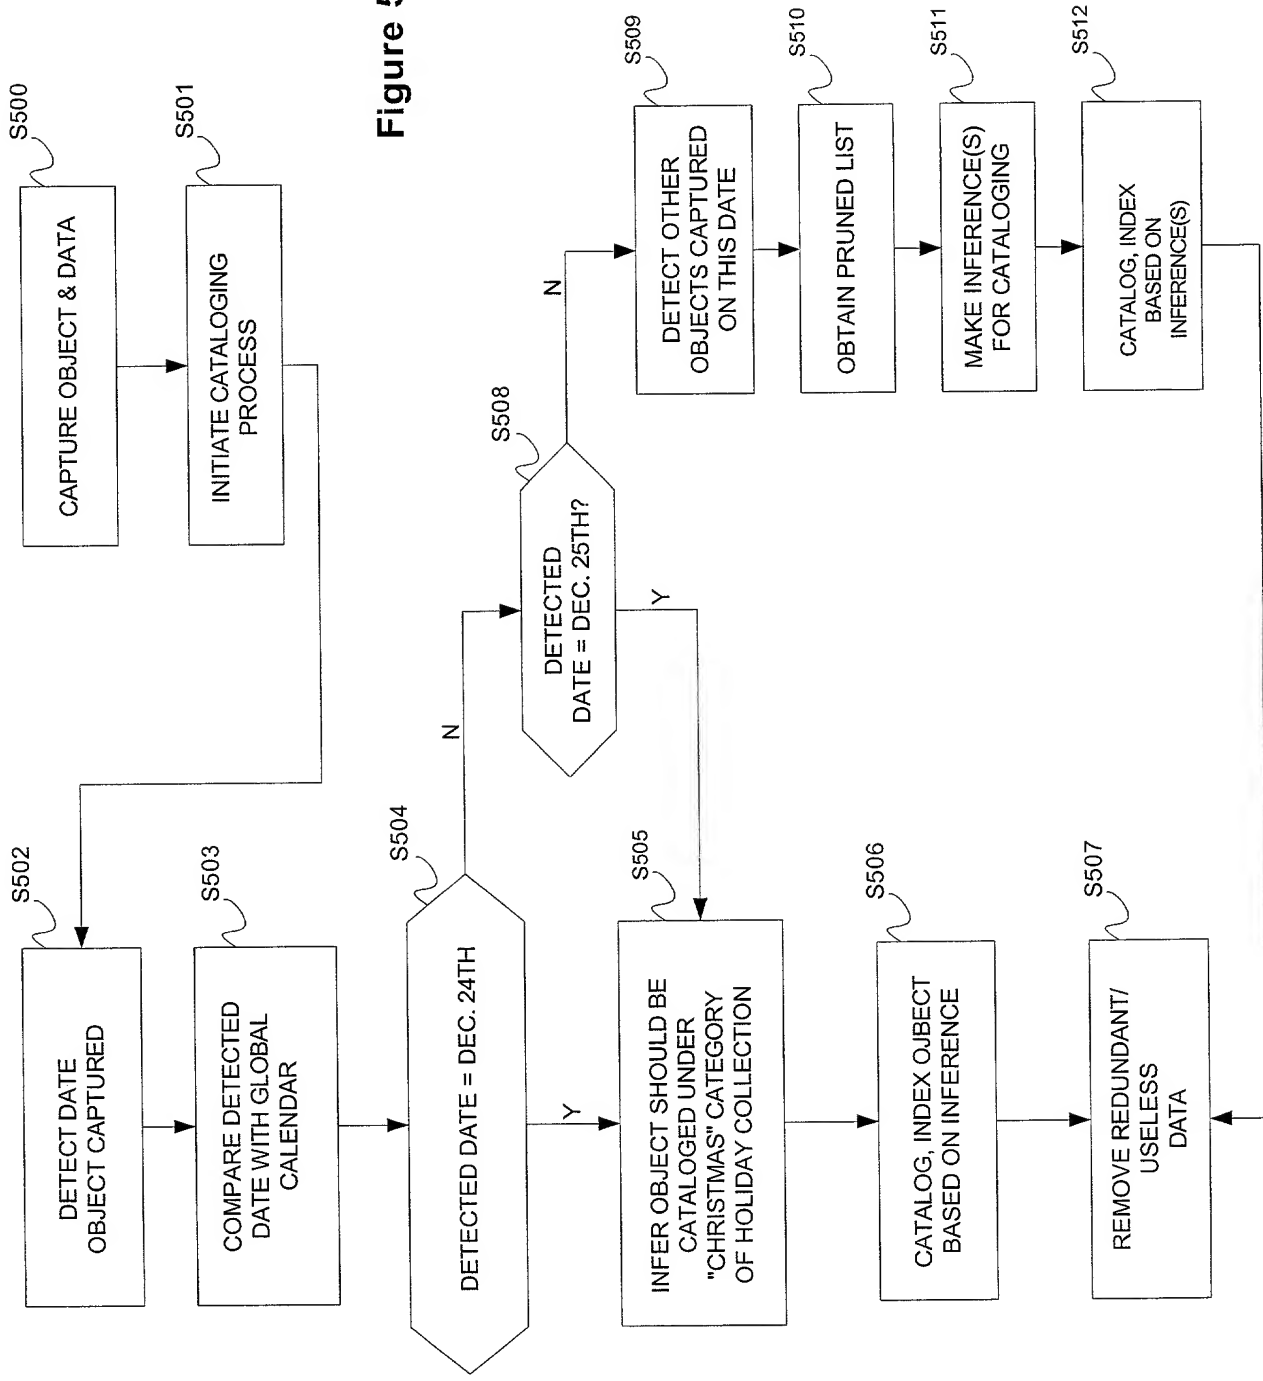 S500
CAPTURE OBJECT & DATA
S501
INITIATE CATALOGING
PROCESS
S502
DETECT DATE
OBJECT CAPTURED
S503
COMPARE DETECTED
DATE WITH GLOBAL
CALENDAR
S504
DETECTED DATE = DEC. 24TH
N
Y
S505
INFER OBJECT SHOULD BE
CATALOGED UNDER
"CHRISTMAS" CATEGORY
OF HOLIDAY COLLECTION
S506
CATALOG, INDEX OJBECT
BASED ON INFERENCE
S507
REMOVE REDUNDANT/
USELESS
DATA
S508
DETECTED
DATE = DEC. 25TH?
Y
N
S509
DETECT OTHER
OBJECTS CAPTURED
ON THIS DATE
S510
OBTAIN PRUNED LIST
S511
MAKE INFERENCE(S)
FOR CATALOGING
S512
CATALOG, INDEX
BASED ON
INFERENCE(S)
Figure 5